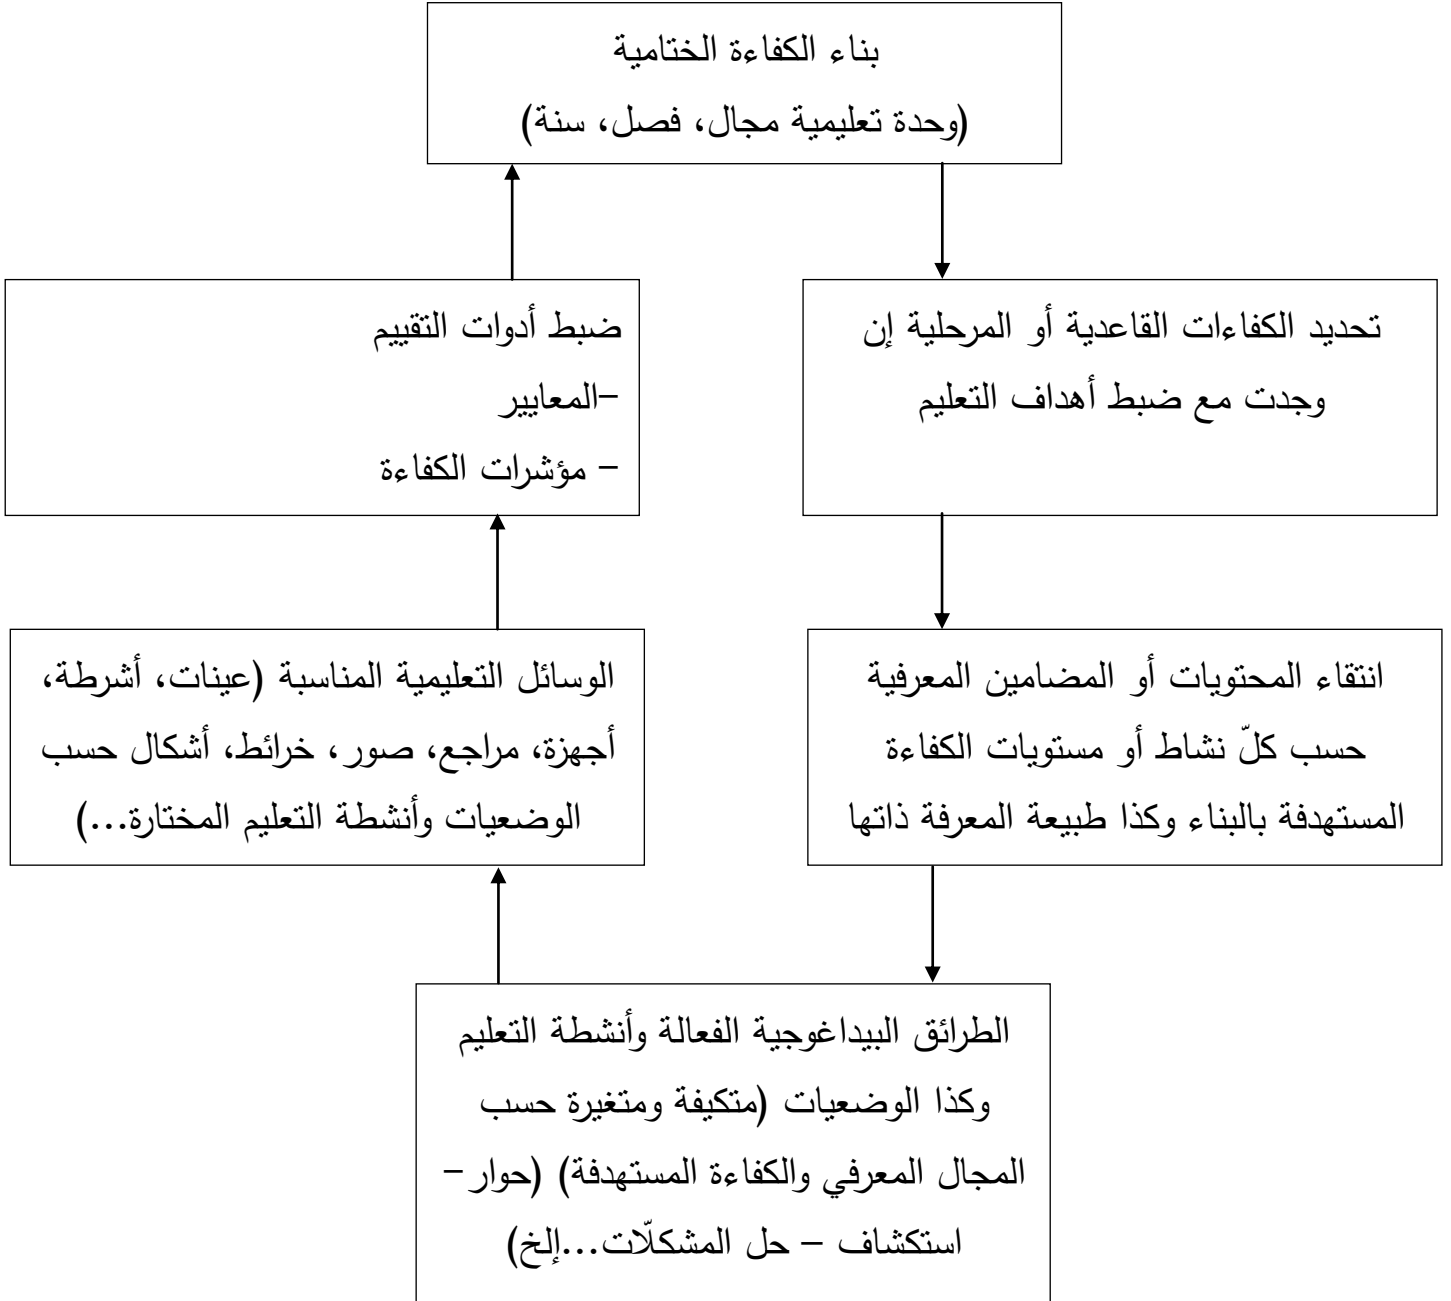 بناء الكفاءة الختامية
(وحدة تعليمية مجال، فصل، سنة)
تحديد الكفاءات القاعدية أو المرحلية إن
وجدت مع ضبط أهداف التعليم
انتقاء المحتويات أو المضامين المعرفية
حسب كلّ نشاط أو مستويات الكفاءة
المستهدفة بالبناء وكذا طبيعة المعرفة ذاتها
الطرائق البيداغوجية الفعالة وأنشطة التعليم
وكذا الوضعيات (متكيفة ومتغيرة حسب
المجال المعرفي والكفاءة المستهدفة) (حوار –
استكشاف – حل المشكلّات...إلخ)
الوسائل التعليمية المناسبة (عينات، أشرطة،
أجهزة، مراجع، صور، خرائط، أشكال حسب
الوضعيات وأنشطة التعليم المختارة...)
ضبط أدوات التقييم
–المعايير
– مؤشرات الكفاءة